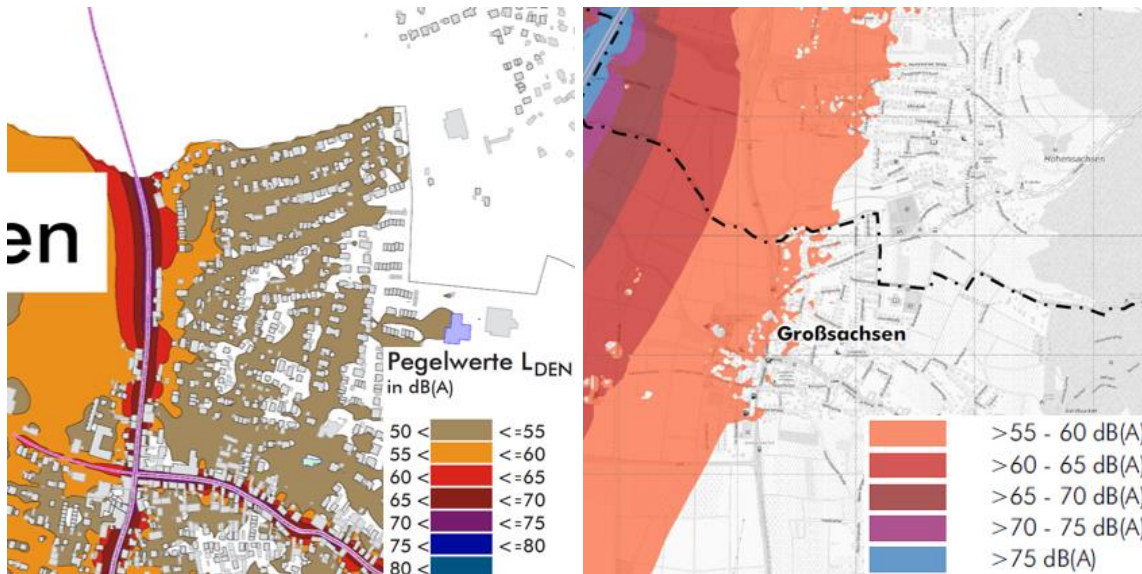 en
Pegelwerte LDEN
in dB(A)
50 < <=55
55 < <=60
60 < <=65
65 < <=70
70 < <=75
75 < <=80
80 <
Hohensachsen
Großsachsen
>55 - 60 dB(A)
>60 - 65 dB(A)
>65 - 70 dB(A)
>70 - 75 dB(A)
>75 dB(A)